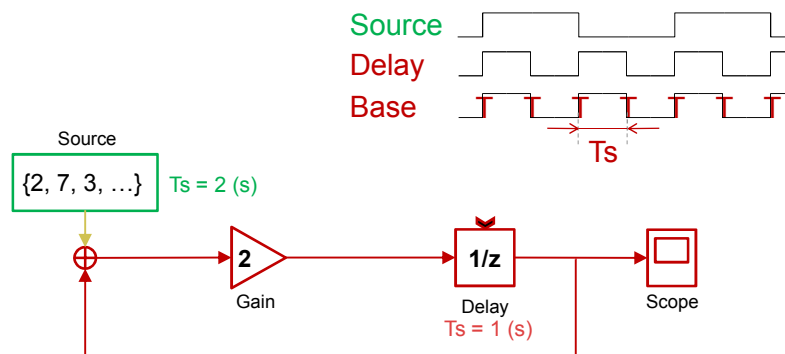 Source
Delay
Base
Ts
Source
{2, 7, 3, …}
Ts = 2 (s)
2
Gain
1/z
Delay
Ts = 1 (s)
Scope